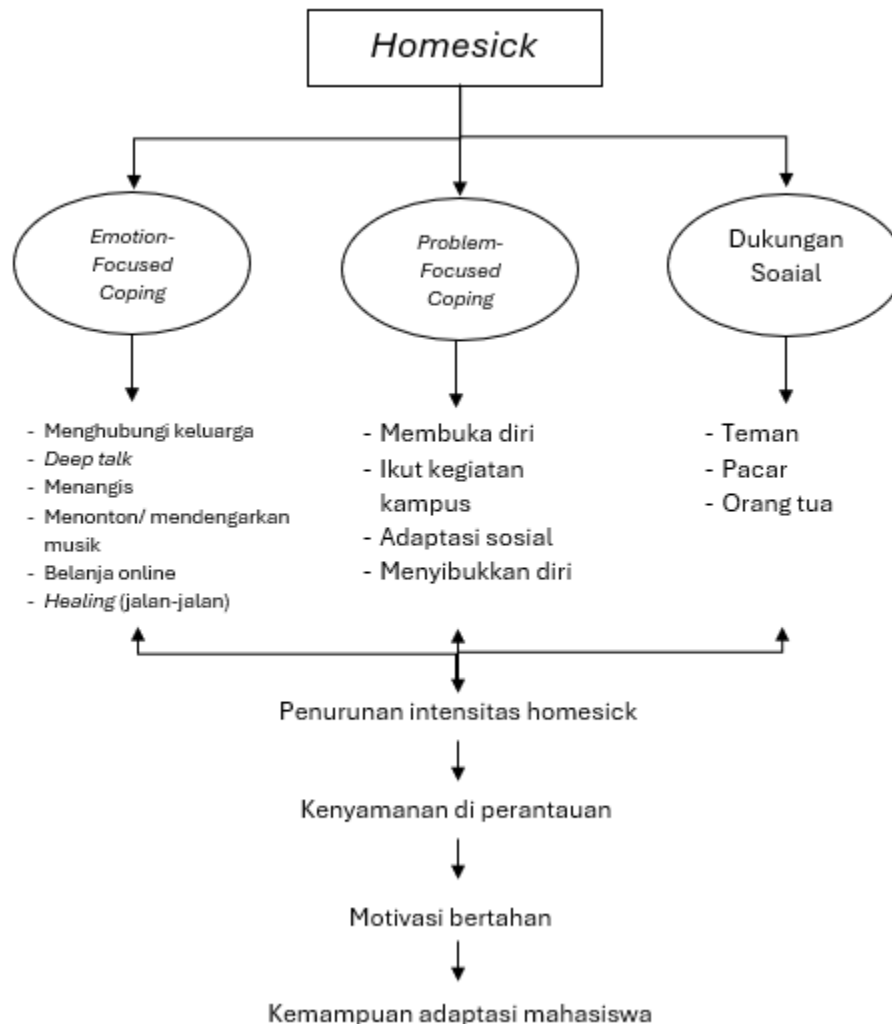 Homesick
Emotion-
Focused
Coping
Problem-
Focused
Coping
Dukungan
Soaial
- Menghubungi keluarga
- Deep talk
- Menangis
- Menonton/ mendengarkan
musik
- Belanja online
- Healing (jalan-jalan)
- Membuka diri
- Ikut kegiatan
kampus
- Adaptasi sosial
- Menyibukkan diri
- Teman
- Pacar
- Orang tua
Penurunan intensitas homesick
Kenyamanan di perantauan
Motivasi bertahan
Kemampuan adaptasi mahasiswa